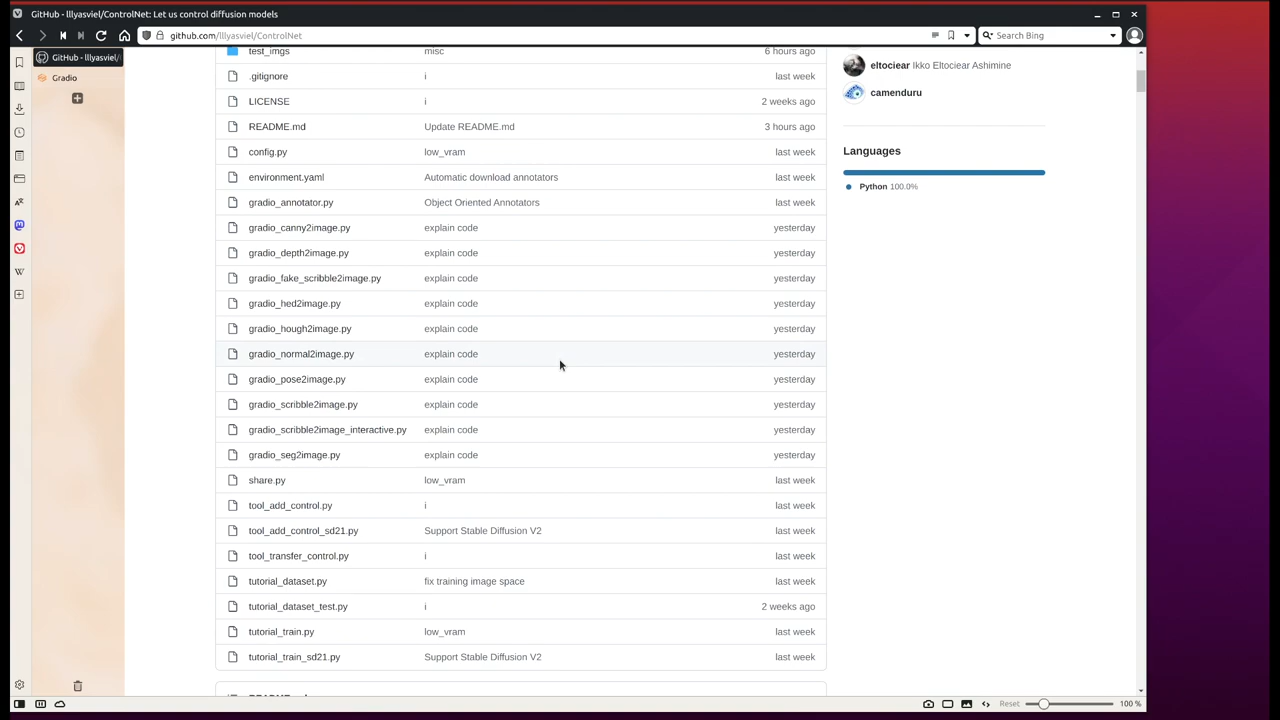 GitHub - lllyasviel/ControlNet: Let us control diffusion models
github.com/lllyasviel/ControlNet
Search Bing
GitHub - lllyasviel/
Gradio
test_imgs misc 6 hours ago
.gitignore i last week
LICENSE i 2 weeks ago
README.md Update README.md 3 hours ago
config.py low_vram last week
environment.yaml Automatic download annotators last week
gradio_annotator.py Object Oriented Annotators last week
gradio_canny2image.py explain code yesterday
gradio_depth2image.py explain code yesterday
gradio_fake_scribble2image.py explain code yesterday
gradio_hed2image.py explain code yesterday
gradio_hough2image.py explain code yesterday
gradio_normal2image.py explain code yesterday
gradio_pose2image.py explain code yesterday
gradio_scribble2image.py explain code yesterday
gradio_scribble2image_interactive.py explain code yesterday
gradio_seg2image.py explain code yesterday
share.py low_vram last week
tool_add_control.py i last week
tool_add_control_sd21.py Support Stable Diffusion V2 last week
tool_transfer_control.py i last week
tutorial_dataset.py fix training image space last week
tutorial_dataset_test.py i 2 weeks ago
tutorial_train.py low_vram last week
tutorial_train_sd21.py Support Stable Diffusion V2 last week
eltociear Ikko Eltociear Ashimine
camenduru
Languages
Python 100.0%
Reset 100 %